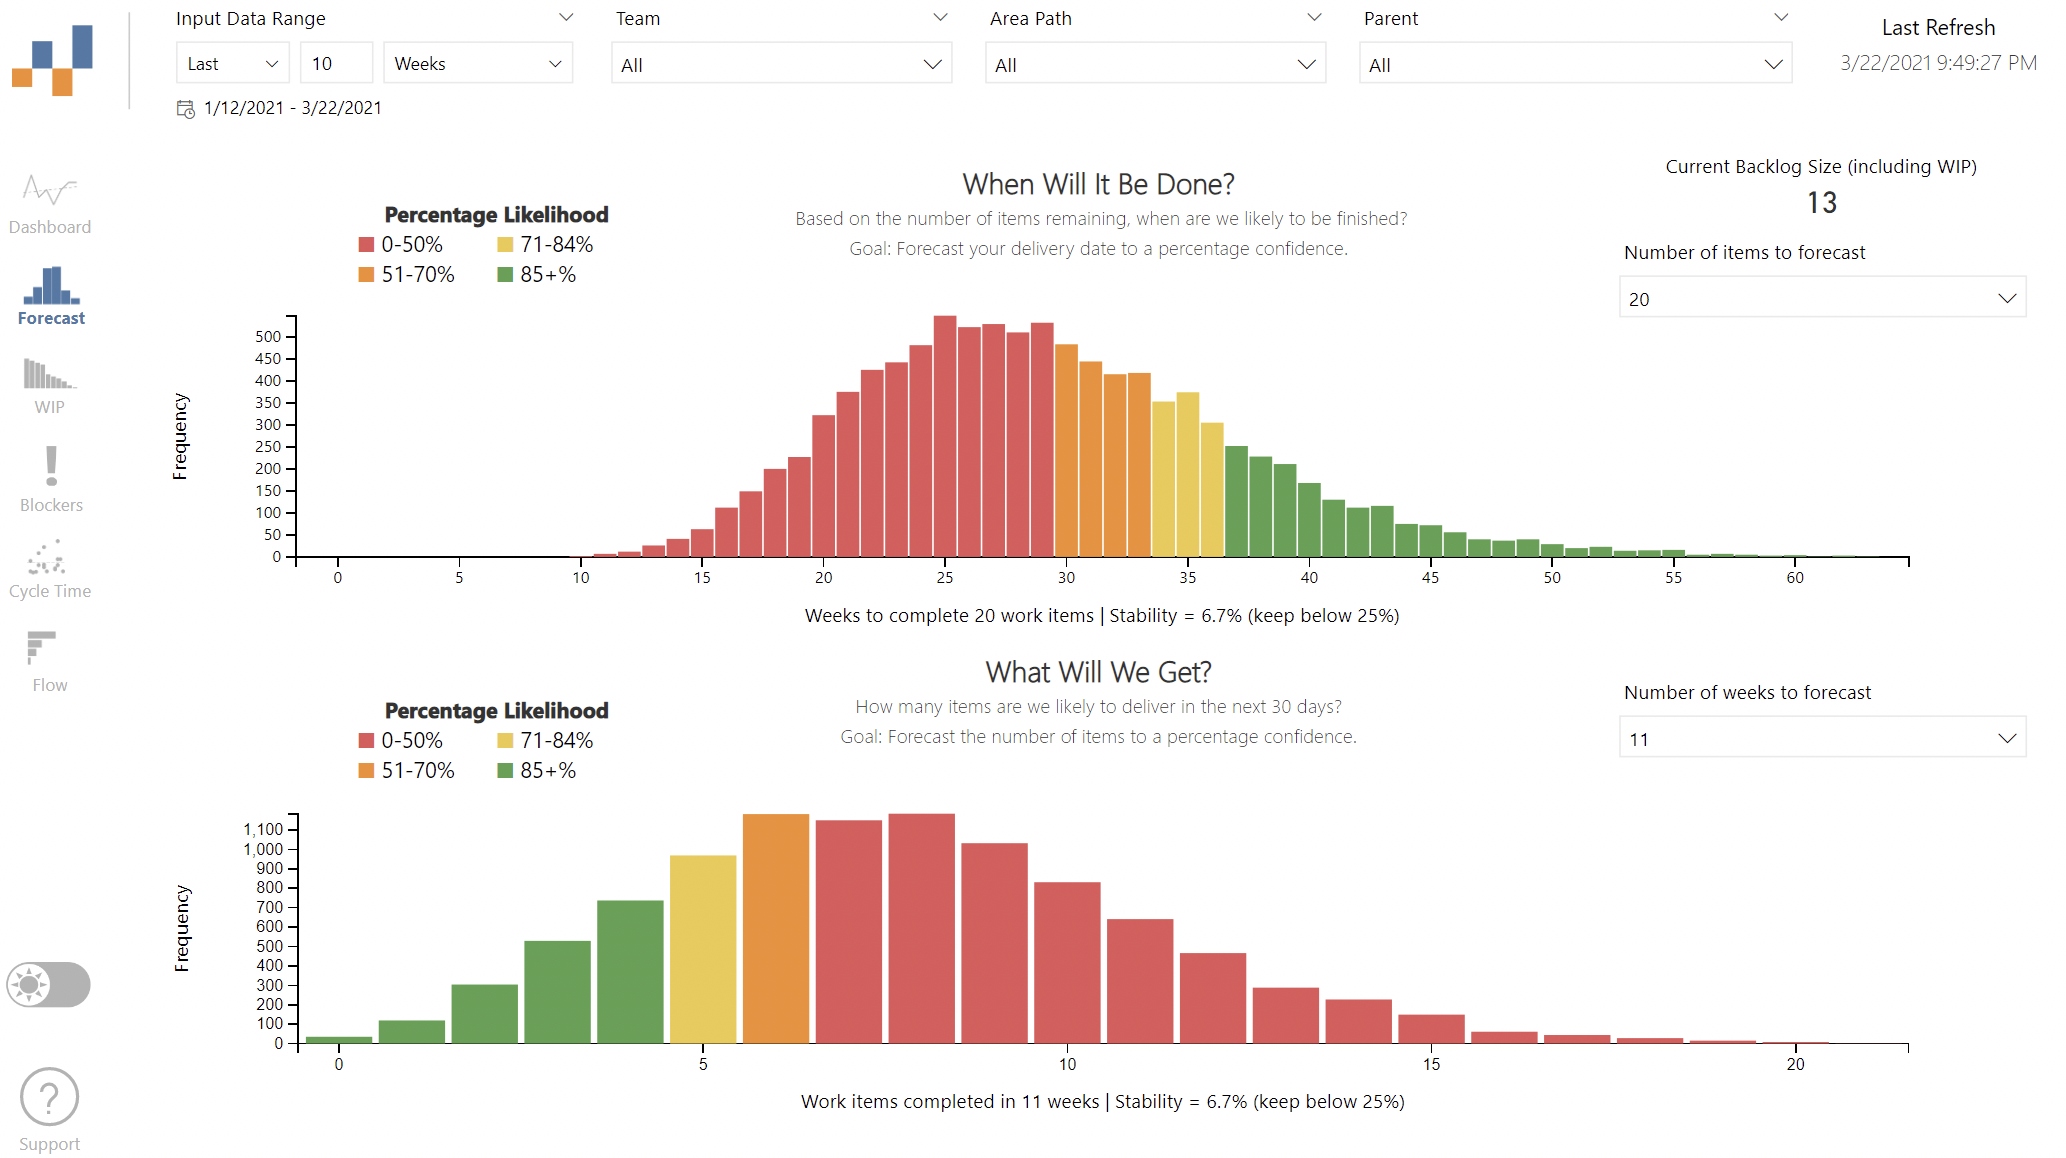 Input Data Range
Team
Area Path
Parent
Last Refresh
Last
10
Weeks
All
All
All
3/22/2021 9:49:27 PM
1/12/2021 - 3/22/2021
Dashboard
Forecast
WIP
Blockers
Cycle Time
Flow
Support
When Will It Be Done?
Based on the number of items remaining, when are we likely to be finished?
Goal: Forecast your delivery date to a percentage confidence.
Current Backlog Size (including WIP)
13
Number of items to forecast
20
Percentage Likelihood
0-50%
71-84%
51-70%
85+%
Frequency
500
450
400
350
300
250
200
150
100
50
0
0 5 10 15 20 25 30 35 40 45 50 55 60
Weeks to complete 20 work items | Stability = 6.7% (keep below 25%)
What Will We Get?
How many items are we likely to deliver in the next 30 days?
Goal: Forecast the number of items to a percentage confidence.
Number of weeks to forecast
11
Percentage Likelihood
0-50%
71-84%
51-70%
85+%
Frequency
1,100
1,000
900
800
700
600
500
400
300
200
100
0
0 5 10 15 20
Work items completed in 11 weeks | Stability = 6.7% (keep below 25%)